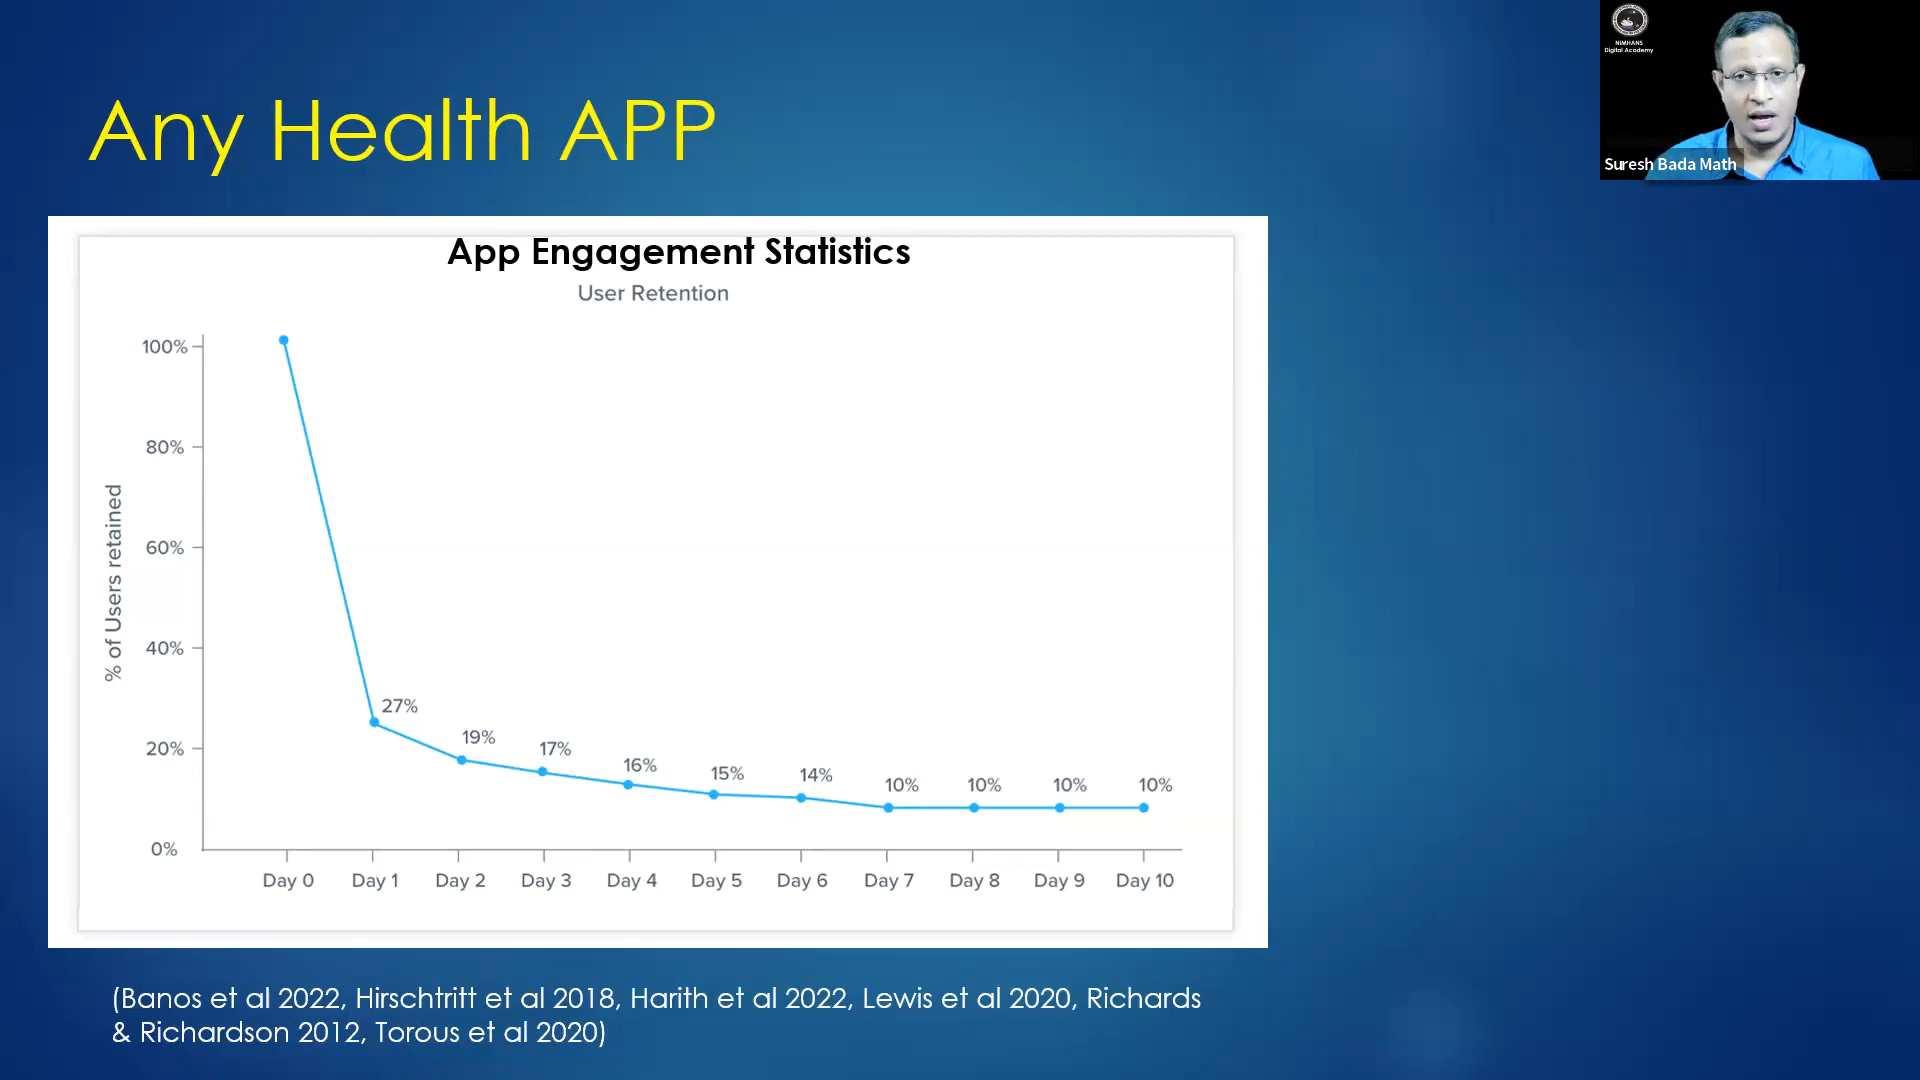 Any Health APP
NIMHANS
Digital Academy
Suresh Bada Math
App Engagement Statistics
User Retention
% of Users retained
100%
80%
60%
40%
20%
0%
27%
19%
17%
16%
15%
14%
10%
10%
10%
10%
Day 0
Day 1
Day 2
Day 3
Day 4
Day 5
Day 6
Day 7
Day 8
Day 9
Day 10
(Banos et al 2022, Hirschtritt et al 2018, Harith et al 2022, Lewis et al 2020, Richards
& Richardson 2012, Torous et al 2020)